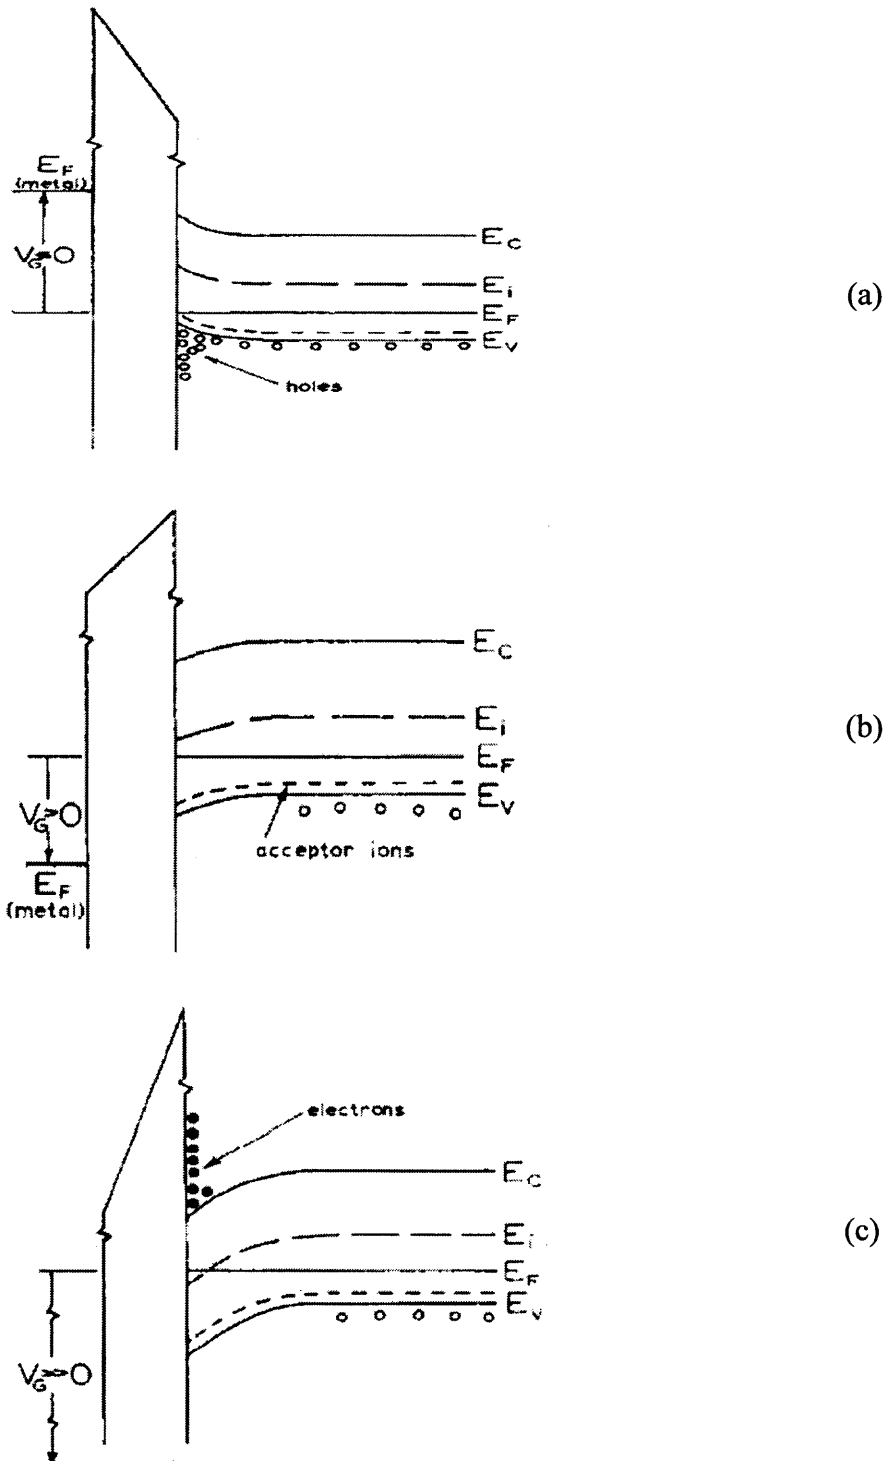 E_F
(metal)
V_G 0
E_C
E_i
E_F
E_V
holes
(a)
E_C
E_i
E_F
E_V
V_G>0
acceptor ions
E_F
(metal)
(b)
electrons
E_C
E_i
E_F
E_V
V_G>>0
(c)